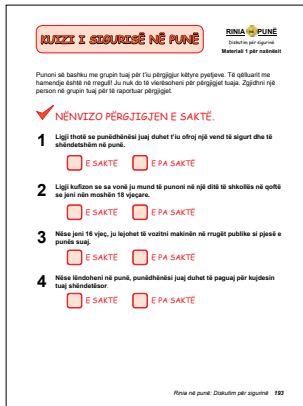 KUIZI I SIGURISË NË PUNË
RINIA NË PUNË
Diskutim për sigurinë
Materiali 1 për nxënësit
Punoni së bashku me grupin tuaj për t'iu përgjigjur këtyre pyetjeve. Të qëlluarit me
hamendje është në rregull! Ju nuk do të vlerësoheni për përgjigjet tuaja. Zgjidhni një
person në grupin tuaj për të raportuar përgjigjet.
NËNVIZO PËRGJIGJEN E SAKTË.
1 Ligji thotë se punëdhënësi juaj duhet t'iu ofroj një vend të sigurt dhe të
shëndetshëm në punë.
E SAKTË E PA SAKTË
2 Ligji kufizon se sa vonë ju mund të punoni në një ditë të shkollës në qoftë
se jeni nën moshën 18 vjeçare.
E SAKTË E PA SAKTË
3 Nëse jeni 16 vjeç, ju lejohet të vozitni makinën në rrugët publike si pjesë e
punës suaj.
E SAKTË E PA SAKTË
4 Nëse lëndoheni në punë, punëdhënësi juaj duhet të paguaj për kujdesin
tuaj shëndetësor.
E SAKTË E PA SAKTË
Rinia në punë: Diskutim për sigurinë 193